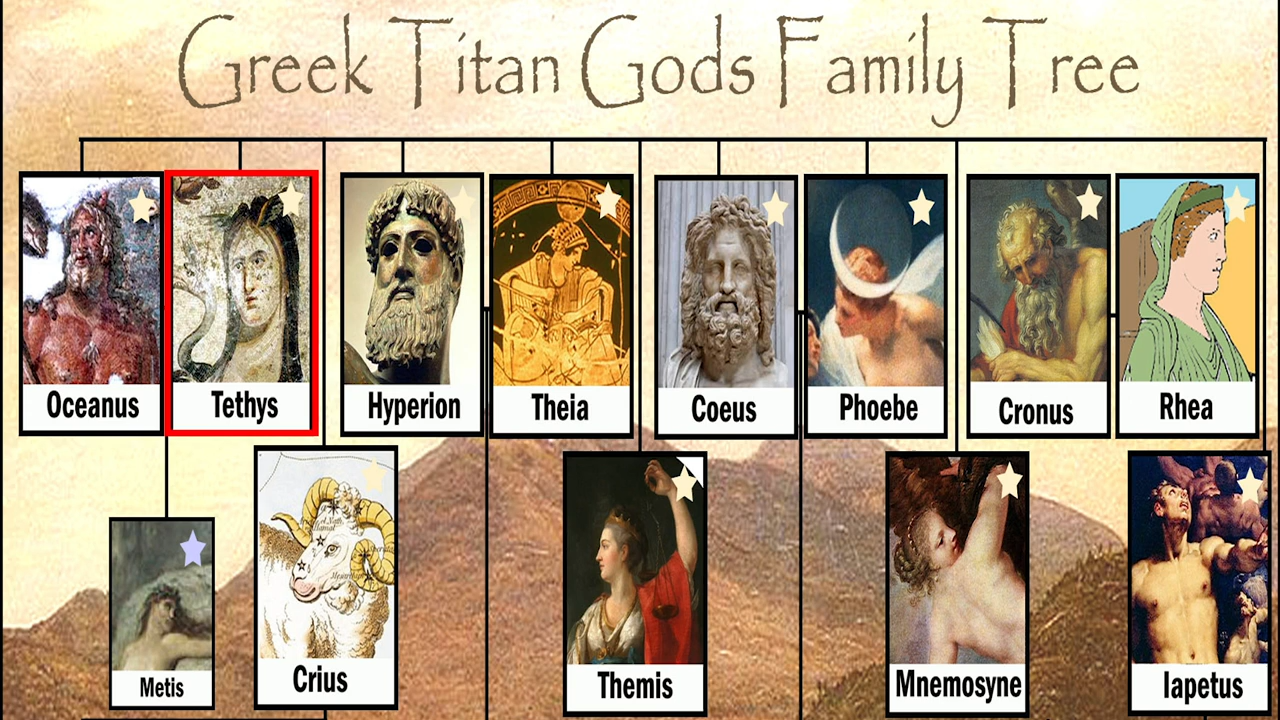 Greek Titan Gods Family Tree
Oceanus
Tethys
Hyperion
Theia
Coeus
Phoebe
Cronus
Rhea
Metis
Crius
Themis
Mnemosyne
Iapetus